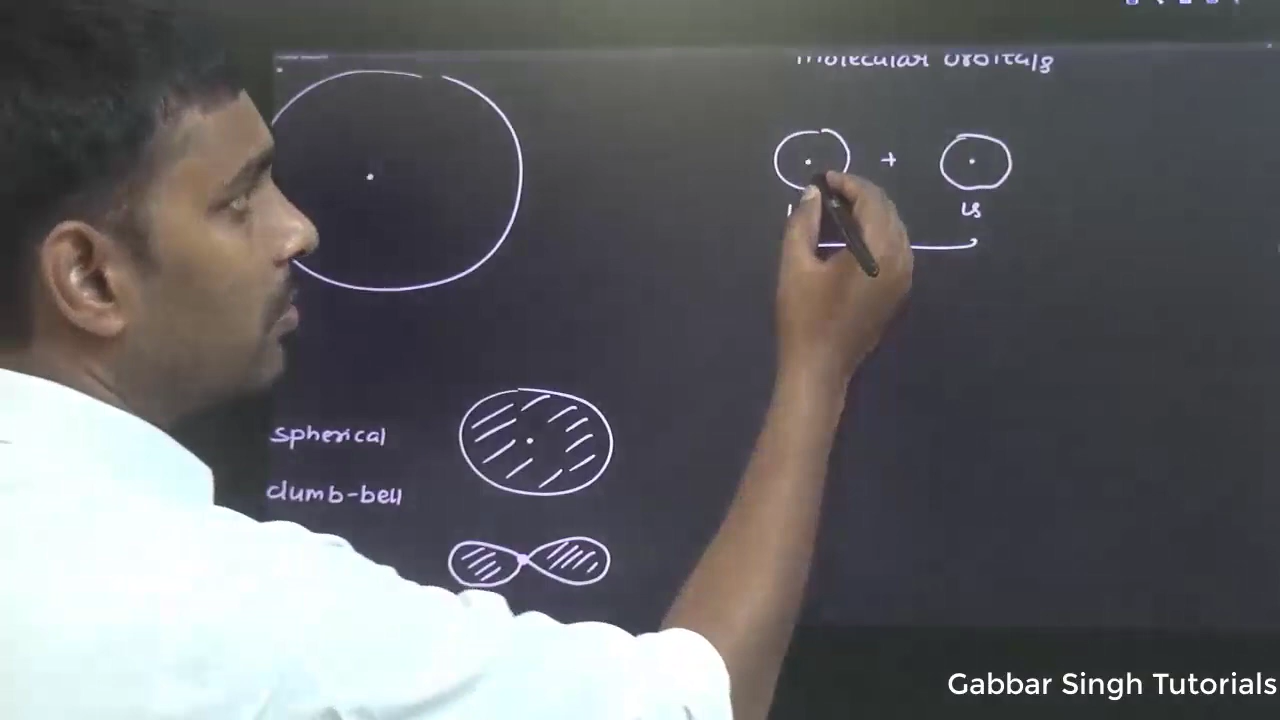 molecular orbitals
+
1s
spherical
dumb-bell
Gabbar Singh Tutorials